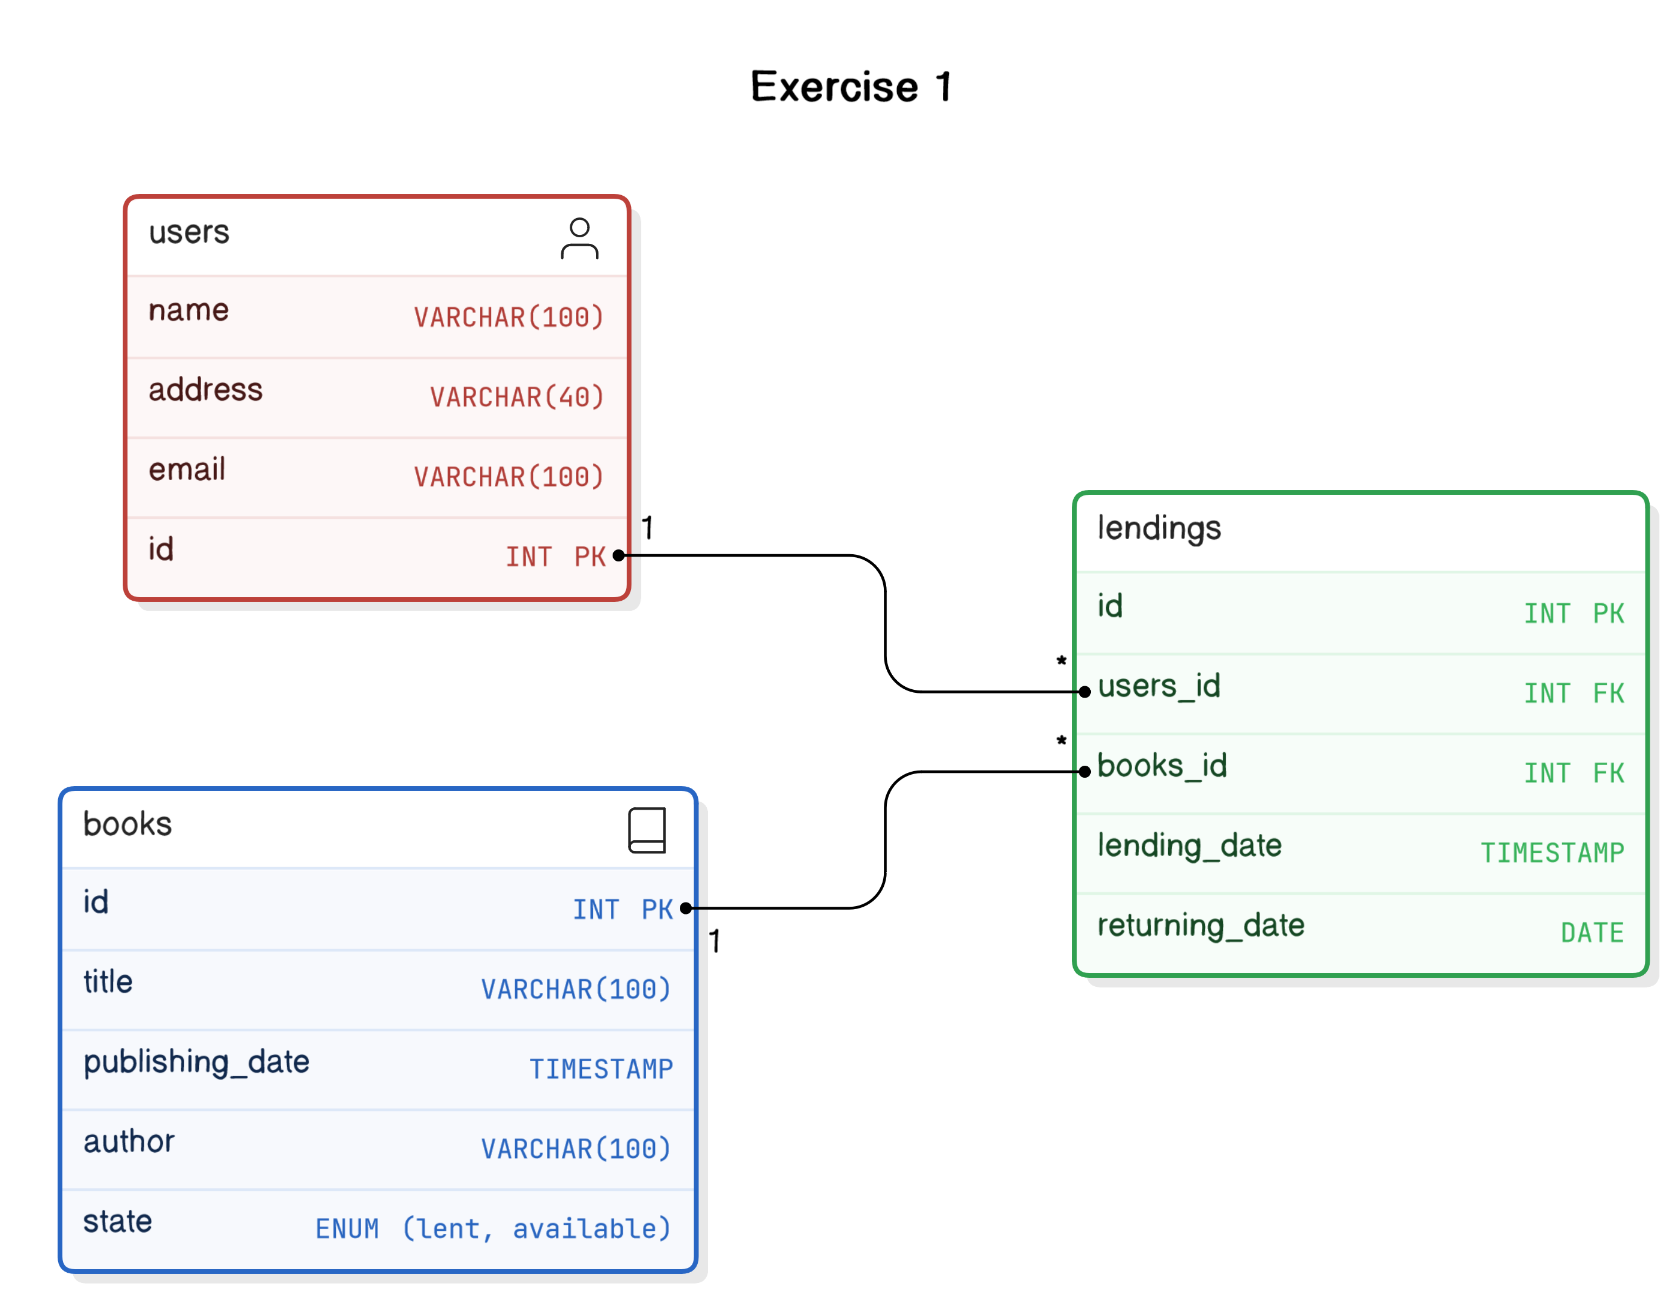 Exercise 1
users
name VARCHAR(100)
address VARCHAR(40)
email VARCHAR(100)
id INT PK
1
lendings
id INT PK
*
users_id INT FK
*
books_id INT FK
lending_date TIMESTAMP
returning_date DATE
books
id INT PK
1
title VARCHAR(100)
publishing_date TIMESTAMP
author VARCHAR(100)
state ENUM (lent, available)